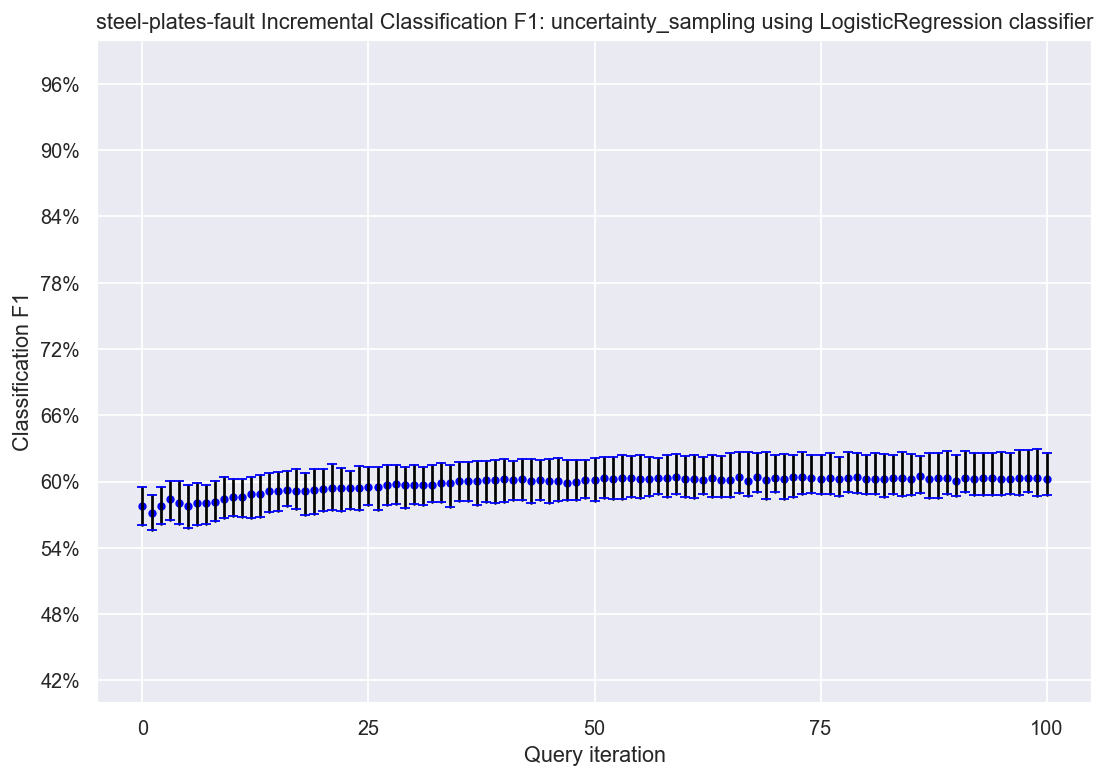 steel-plates-fault Incremental Classification F1: uncertainty_sampling using LogisticRegression classifier
96%
90%
84%
78%
72%
66%
60%
54%
48%
42%
Classification F1
0 25 50 75 100
Query iteration